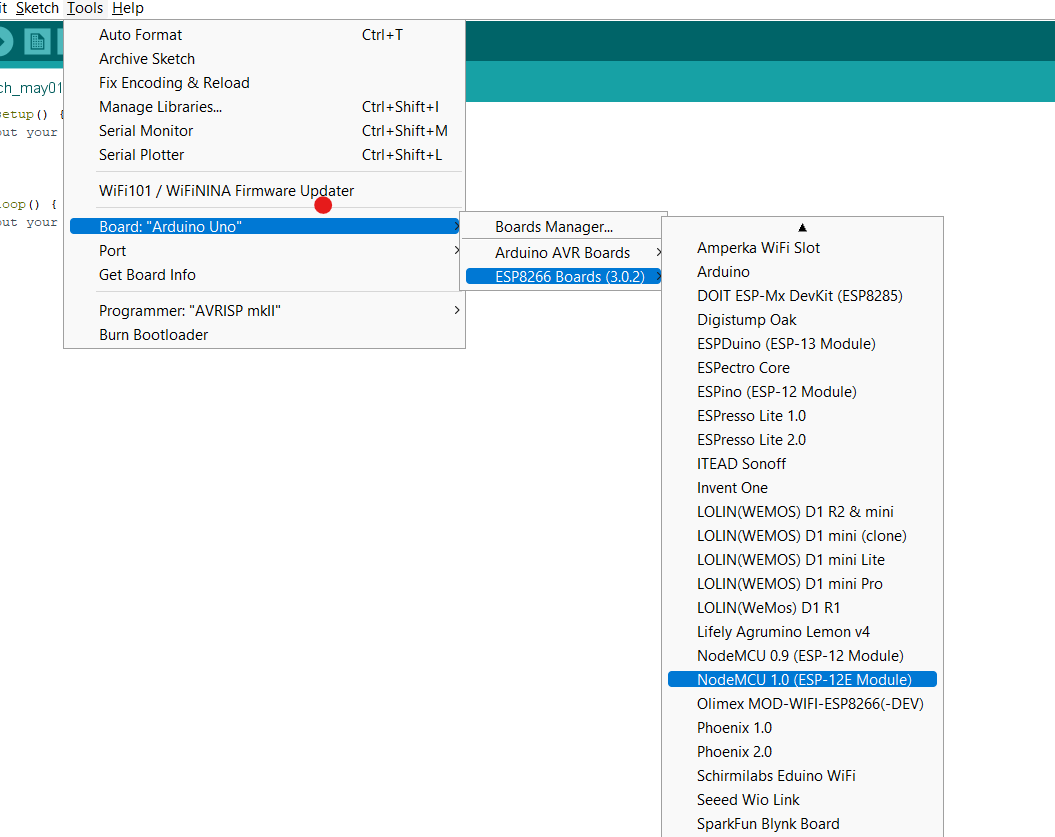 it Sketch Tools Help
Auto Format Ctrl+T
Archive Sketch
Fix Encoding & Reload
Manage Libraries... Ctrl+Shift+I
Serial Monitor Ctrl+Shift+M
Serial Plotter Ctrl+Shift+L
WiFi101 / WiFiNINA Firmware Updater
Board: "Arduino Uno"
Port
Get Board Info
Programmer: "AVRISP mkII"
Burn Bootloader
ch_may01
setup() {
out your
loop() {
out your
Boards Manager...
Arduino AVR Boards
ESP8266 Boards (3.0.2)
Amperka WiFi Slot
Arduino
DOIT ESP-Mx DevKit (ESP8285)
Digistump Oak
ESPDuino (ESP-13 Module)
ESPectro Core
ESPino (ESP-12 Module)
ESPresso Lite 1.0
ESPresso Lite 2.0
ITEAD Sonoff
Invent One
LOLIN(WEMOS) D1 R2 & mini
LOLIN(WEMOS) D1 mini (clone)
LOLIN(WEMOS) D1 mini Lite
LOLIN(WEMOS) D1 mini Pro
LOLIN(WeMos) D1 R1
Lifely Agrumino Lemon v4
NodeMCU 0.9 (ESP-12 Module)
NodeMCU 1.0 (ESP-12E Module)
Olimex MOD-WIFI-ESP8266(-DEV)
Phoenix 1.0
Phoenix 2.0
Schirmilabs Eduino WiFi
Seeed Wio Link
SparkFun Blynk Board